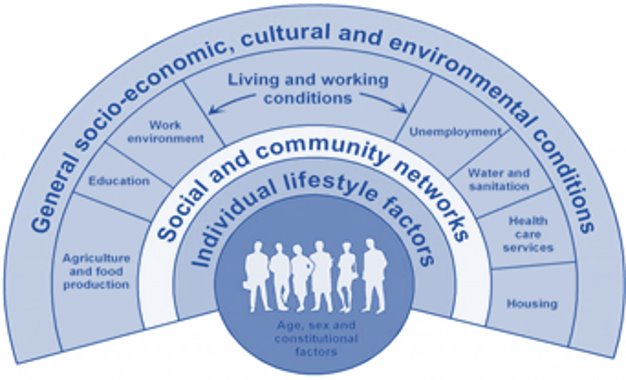 General socio-economic, cultural and environmental conditions
Living and working
conditions
Work
environment
Education
Agriculture
and food
production
Unemployment
Water and
sanitation
Health
care
services
Housing
Social and community networks
Individual lifestyle factors
Age, sex and
constitutional
factors